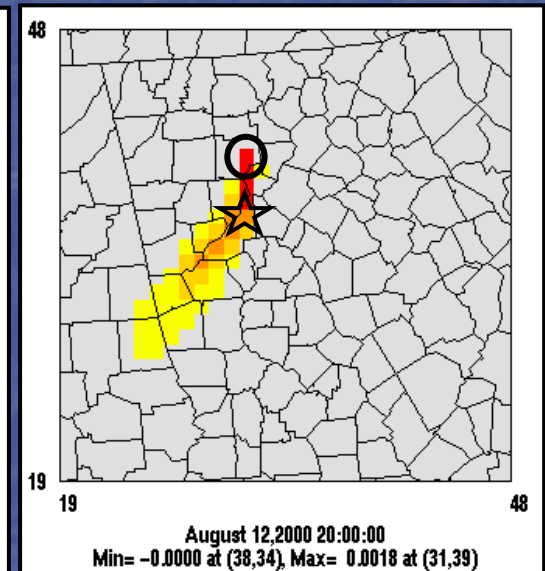 48
19
19 48
August 12,2000 20:00:00
Min= -0.0000 at (38,34), Max= 0.0018 at (31,39)